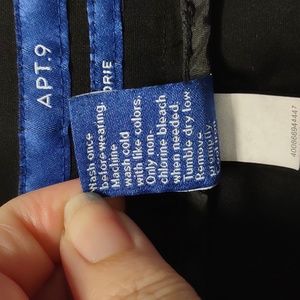 APT.9
ORIE
Wash once
before wearing.
Machine
wash cold
with like colors.
Only non-
chlorine bleach
when needed.
Tumble dry low.
Remove
promptly.